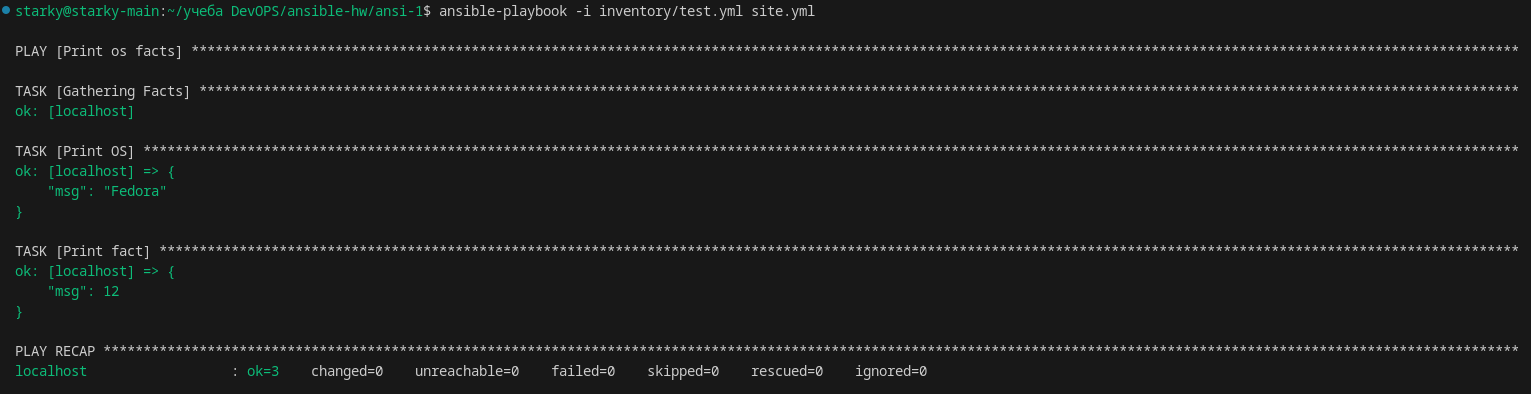 starky@starky-main:~/учеба DevOPS/ansible-hw/ansi-1$ ansible-playbook -i inventory/test.yml site.yml
PLAY [Print os facts] **********************************************************************************************************************************************************************
TASK [Gathering Facts] *********************************************************************************************************************************************************************
ok: [localhost]
TASK [Print OS] ****************************************************************************************************************************************************************************
ok: [localhost] => {
    "msg": "Fedora"
}
TASK [Print fact] **************************************************************************************************************************************************************************
ok: [localhost] => {
    "msg": 12
}
PLAY RECAP *********************************************************************************************************************************************************************************
localhost                  : ok=3    changed=0    unreachable=0    failed=0    skipped=0    rescued=0    ignored=0